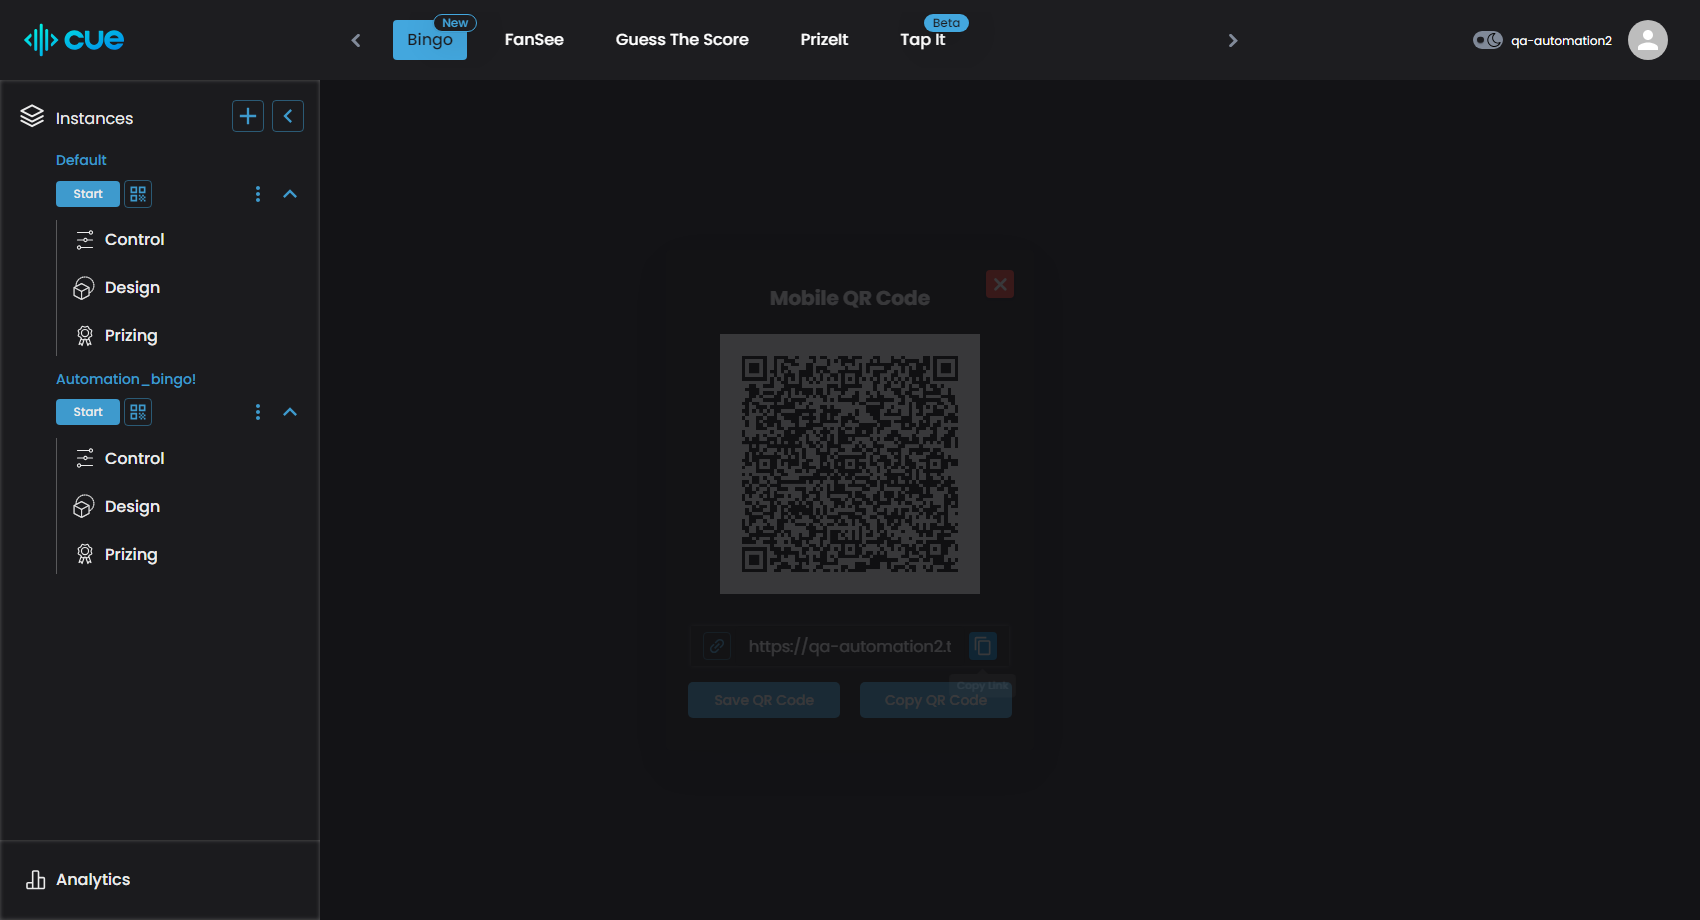 cue
Bingo
New
FanSee
Guess The Score
PrizeIt
Tap It
Beta
qa-automation2
Instances
Default
Start
Control
Design
Prizing
Automation_bingo!
Start
Control
Design
Prizing
Analytics
Mobile QR Code
https://qa-automation2.t
Copy Link
Save QR Code
Copy QR Code